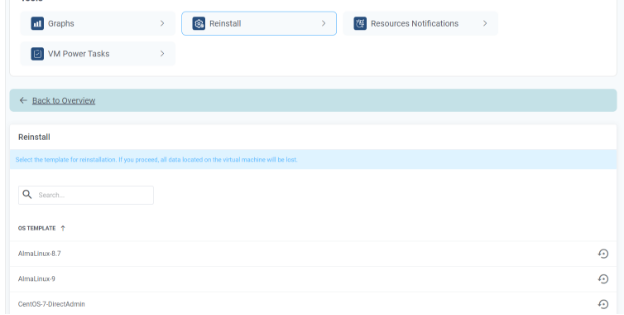 Tools
Graphs
Reinstall
Resources Notifications
VM Power Tasks
Back to Overview
Reinstall
Select the template for reinstallation. If you proceed, all data located on the virtual machine will be lost.
Search...
OS TEMPLATE
AlmaLinux-8.7
AlmaLinux-9
CentOS-7-DirectAdmin